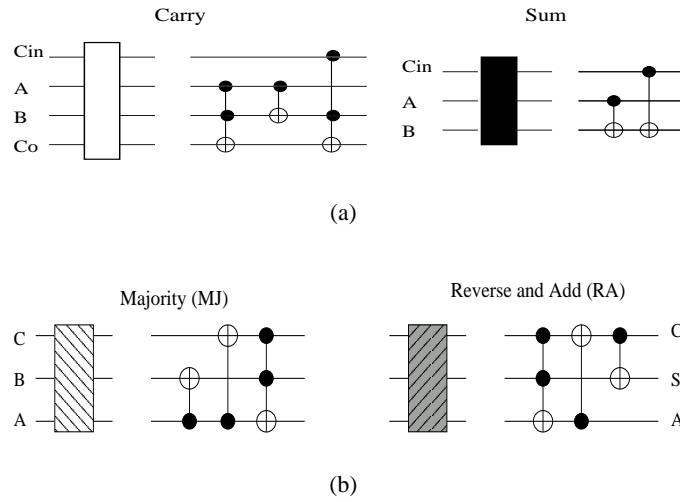 Carry
Sum
Cin
A
B
Co
Cin
A
B
(a)
Majority (MJ)
Reverse and Add (RA)
C
B
A
S
A
(b)